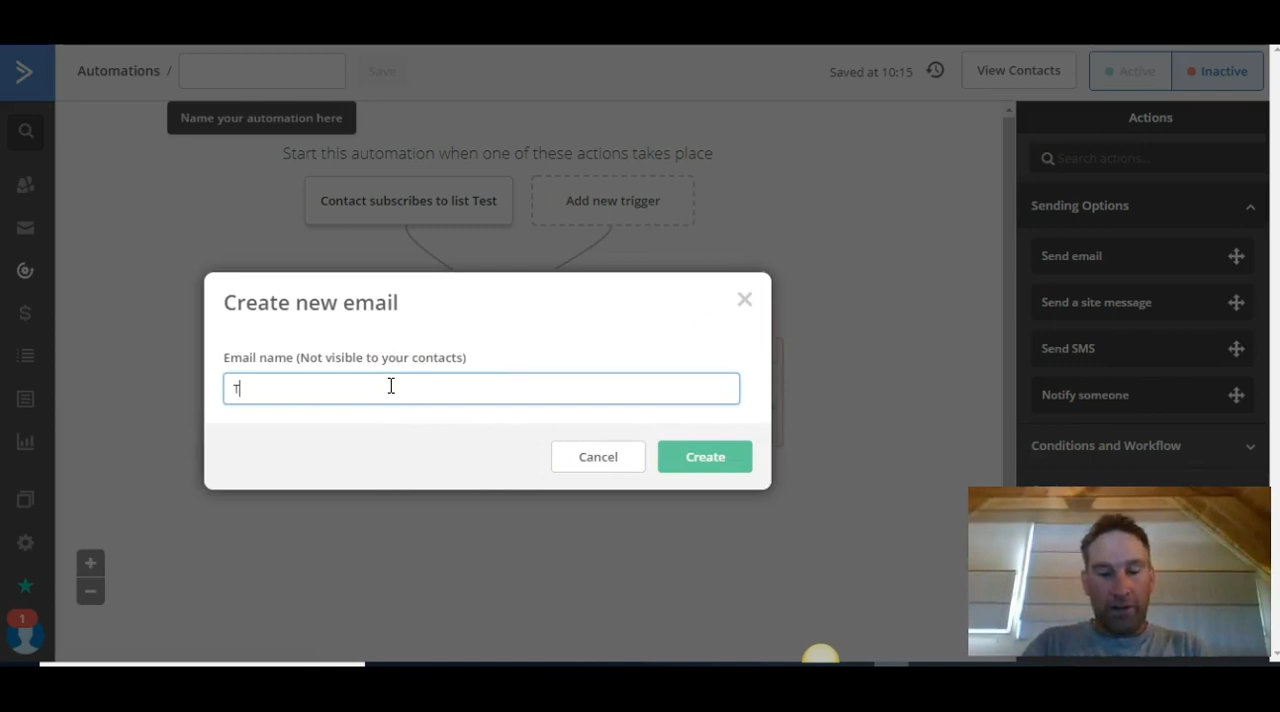 Automations /
Save
Saved at 10:15
View Contacts
Active
Inactive
Name your automation here
Actions
Start this automation when one of these actions takes place
Search actions...
Contact subscribes to list Test
Add new trigger
Sending Options
Send email
Send a site message
Send SMS
Notify someone
Conditions and Workflow
Create new email
Email name (Not visible to your contacts)
T
Cancel
Create
1